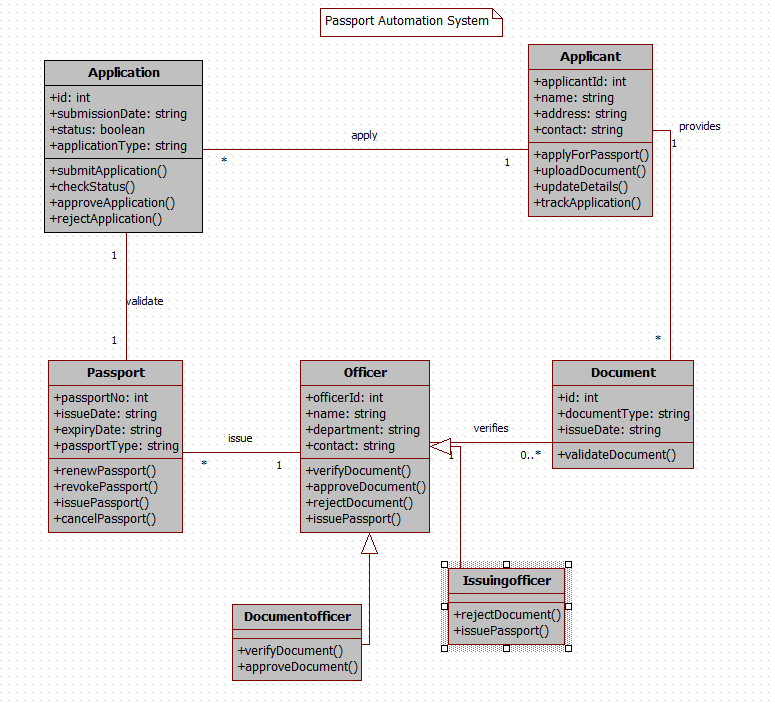 Passport Automation System
Application
+id: int
+submissionDate: string
+status: boolean
+applicationType: string
+submitApplication()
+checkStatus()
+approveApplication()
+rejectApplication()
apply
*
1
Applicant
+applicantId: int
+name: string
+address: string
+contact: string
+applyForPassport()
+uploadDocument()
+updateDetails()
+trackApplication()
provides
1
*
1
validate
1
Passport
+passportNo: int
+issueDate: string
+expiryDate: string
+passportType: string
+renewPassport()
+revokePassport()
+issuePassport()
+cancelPassport()
issue
*
1
Officer
+officerId: int
+name: string
+department: string
+contact: string
+verifyDocument()
+approveDocument()
+rejectDocument()
+issuePassport()
verifies
1
0..*
Document
+id: int
+documentType: string
+issueDate: string
+validateDocument()
Documentofficer
+verifyDocument()
+approveDocument()
Issuingofficer
+rejectDocument()
+issuePassport()